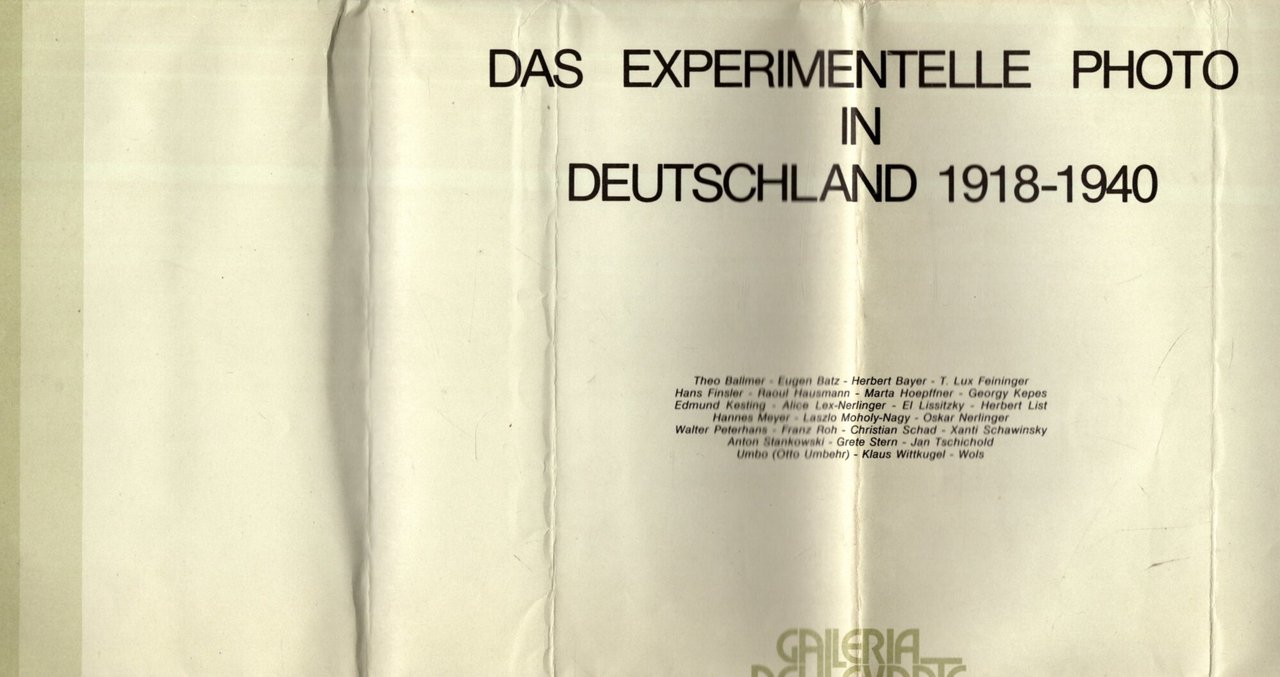 DAS EXPERIMENTELLE PHOTO
IN
DEUTSCHLAND 1918-1940
Theo Ballmer - Eugen Batz - Herbert Bayer - T. Lux Feininger
Hans Finsler - Raoul Hausmann - Marta Hoepffner - Georgy Kepes
Edmund Kesting - Alice Lex-Nerlinger - El Lissitzky - Herbert List
Hannes Meyer - Laszlo Moholy-Nagy - Oskar Nerlinger
Walter Peterhans - Franz Roh - Christian Schad - Xanti Schawinsky
Anton Stankowski - Grete Stern - Jan Tschichold
Umbo (Otto Umbehr) - Klaus Wittkugel - Wols
GALLERIA